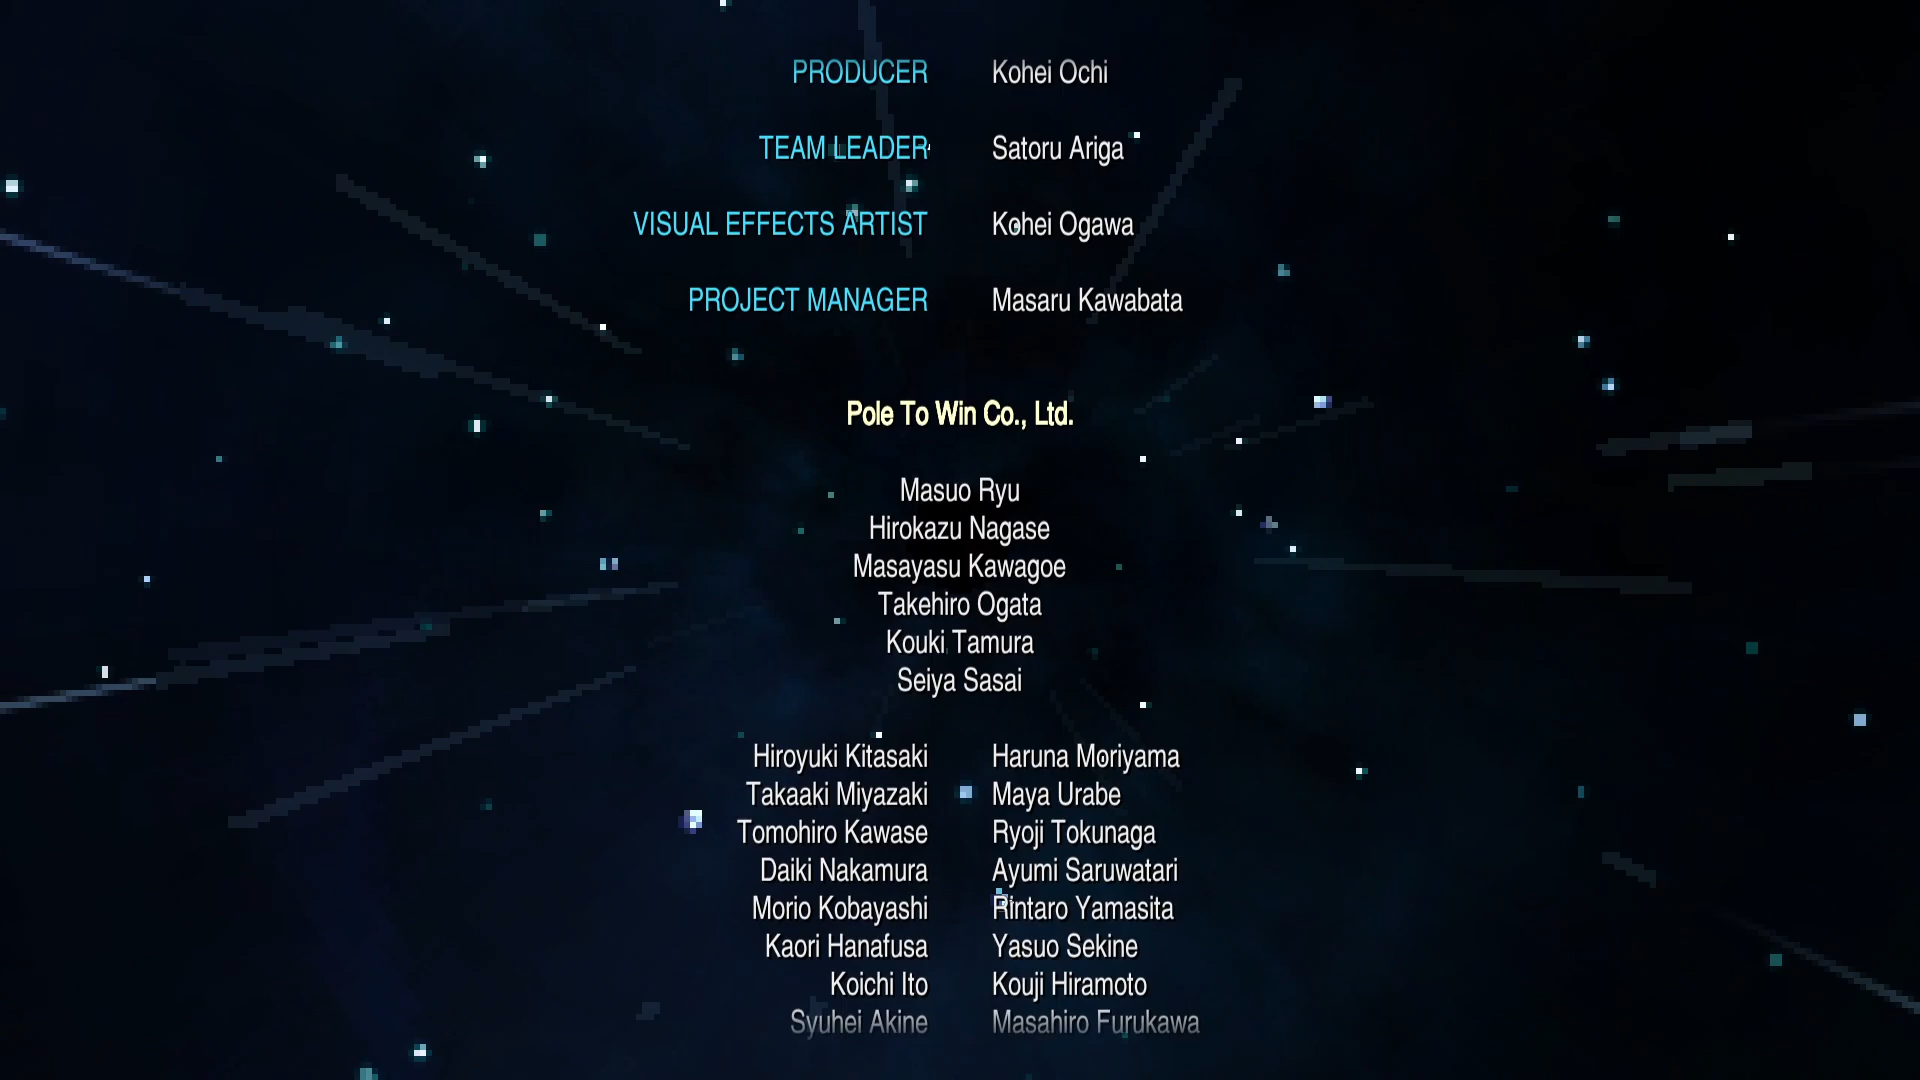 PRODUCER Kohei Ochi
TEAM LEADER Satoru Ariga
VISUAL EFFECTS ARTIST Kohei Ogawa
PROJECT MANAGER Masaru Kawabata
Pole To Win Co., Ltd.
Masuo Ryu
Hirokazu Nagase
Masayasu Kawagoe
Takehiro Ogata
Kouki Tamura
Seiya Sasai
Hiroyuki Kitasaki Haruna Moriyama
Takaaki Miyazaki Maya Urabe
Tomohiro Kawase Ryoji Tokunaga
Daiki Nakamura Ayumi Saruwatari
Morio Kobayashi Rintaro Yamasita
Kaori Hanafusa Yasuo Sekine
Koichi Ito Kouji Hiramoto
Syuhei Akine Masahiro Furukawa